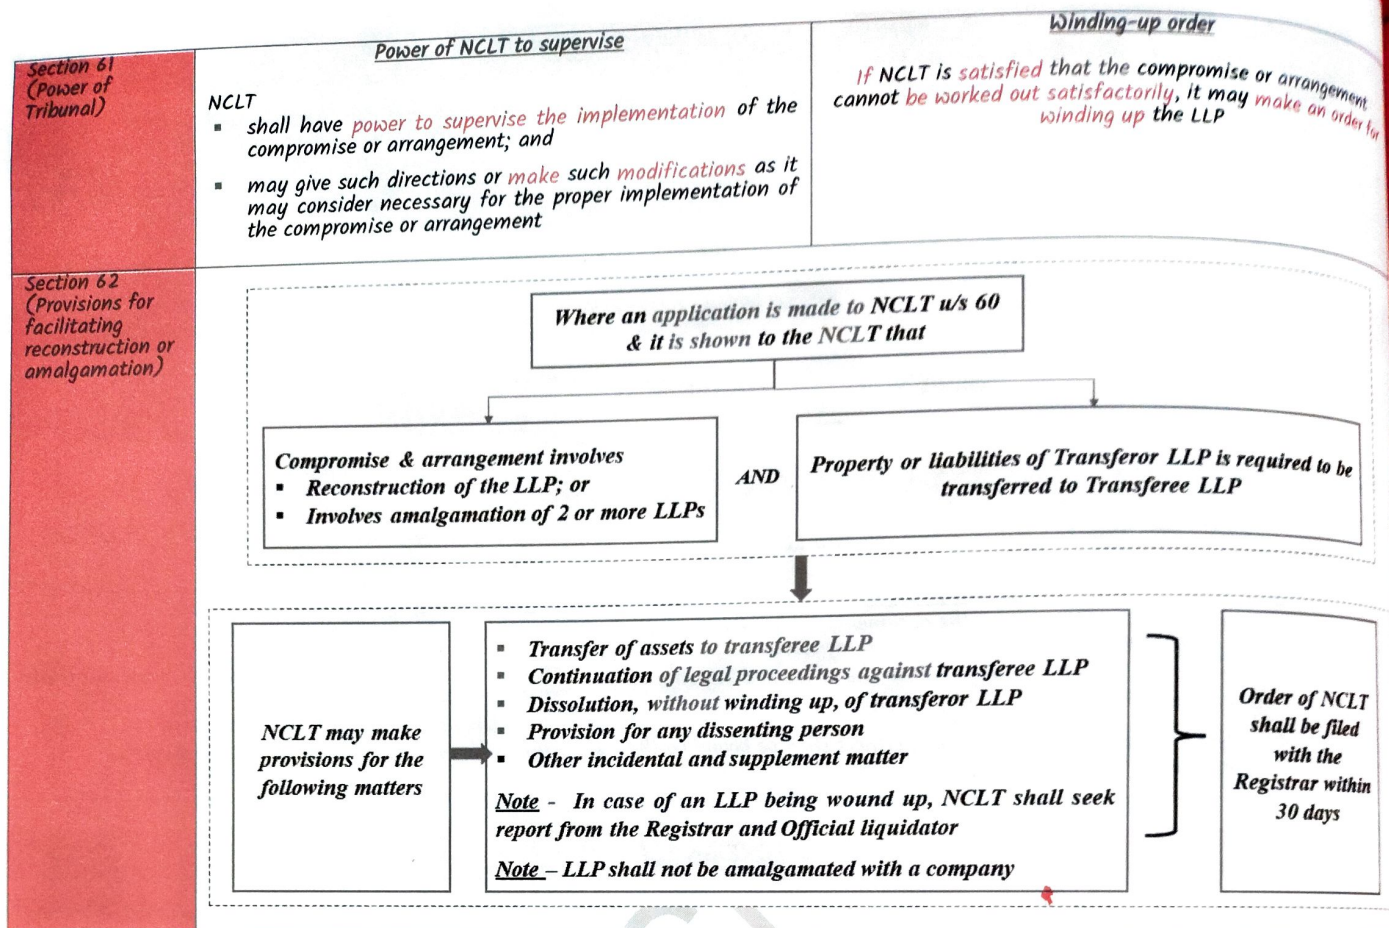 Section 61
(Power of
Tribunal)
Power of NCLT to supervise
NCLT
▪ shall have power to supervise the implementation of the
compromise or arrangement; and
▪ may give such directions or make such modifications as it
may consider necessary for the proper implementation of
the compromise or arrangement
Winding-up order
If NCLT is satisfied that the compromise or arrangement
cannot be worked out satisfactorily, it may make an order for
winding up the LLP
Section 62
(Provisions for
facilitating
reconstruction or
amalgamation)
Where an application is made to NCLT u/s 60
& it is shown to the NCLT that
Compromise & arrangement involves
▪ Reconstruction of the LLP; or
▪ Involves amalgamation of 2 or more LLPs
AND
Property or liabilities of Transferor LLP is required to be
transferred to Transferee LLP
NCLT may make
provisions for the
following matters
▪ Transfer of assets to transferee LLP
▪ Continuation of legal proceedings against transferee LLP
▪ Dissolution, without winding up, of transferor LLP
▪ Provision for any dissenting person
▪ Other incidental and supplement matter
Note - In case of an LLP being wound up, NCLT shall seek
report from the Registrar and Official liquidator
Note – LLP shall not be amalgamated with a company
Order of NCLT
shall be filed
with the
Registrar within
30 days